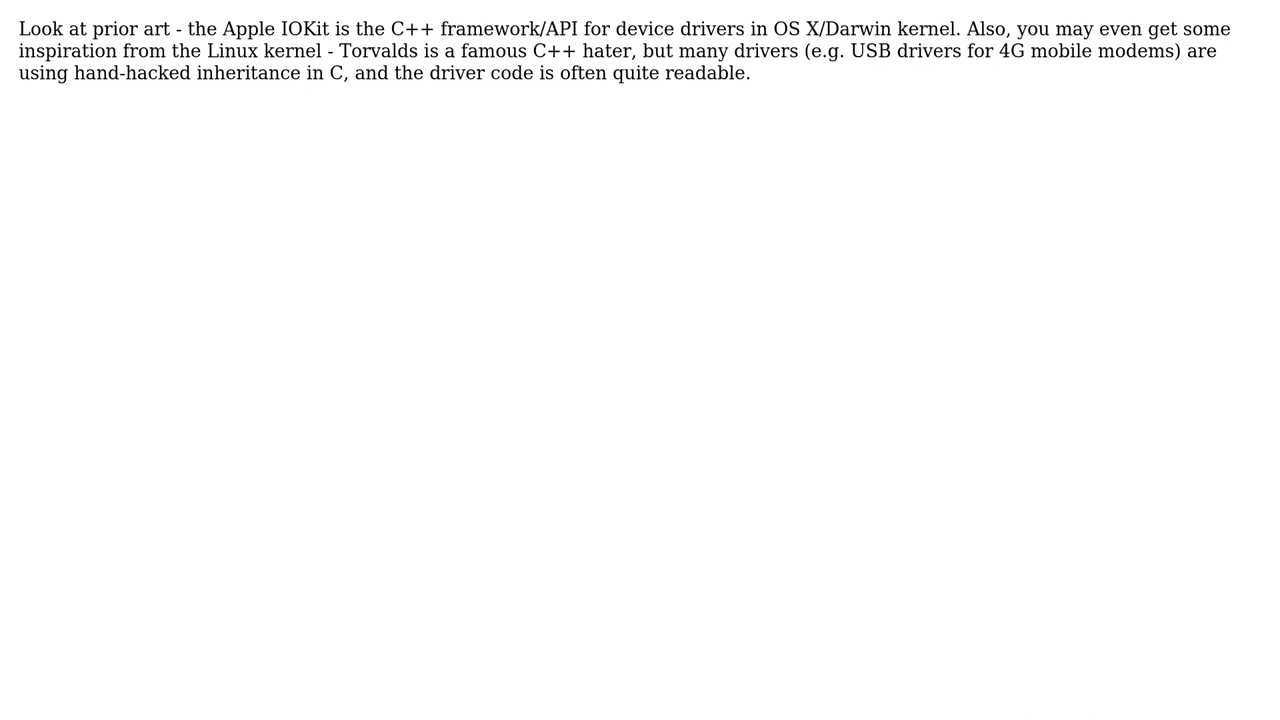 Look at prior art - the Apple IOKit is the C++ framework/API for device drivers in OS X/Darwin kernel. Also, you may even get some
inspiration from the Linux kernel - Torvalds is a famous C++ hater, but many drivers (e.g. USB drivers for 4G mobile modems) are
using hand-hacked inheritance in C, and the driver code is often quite readable.